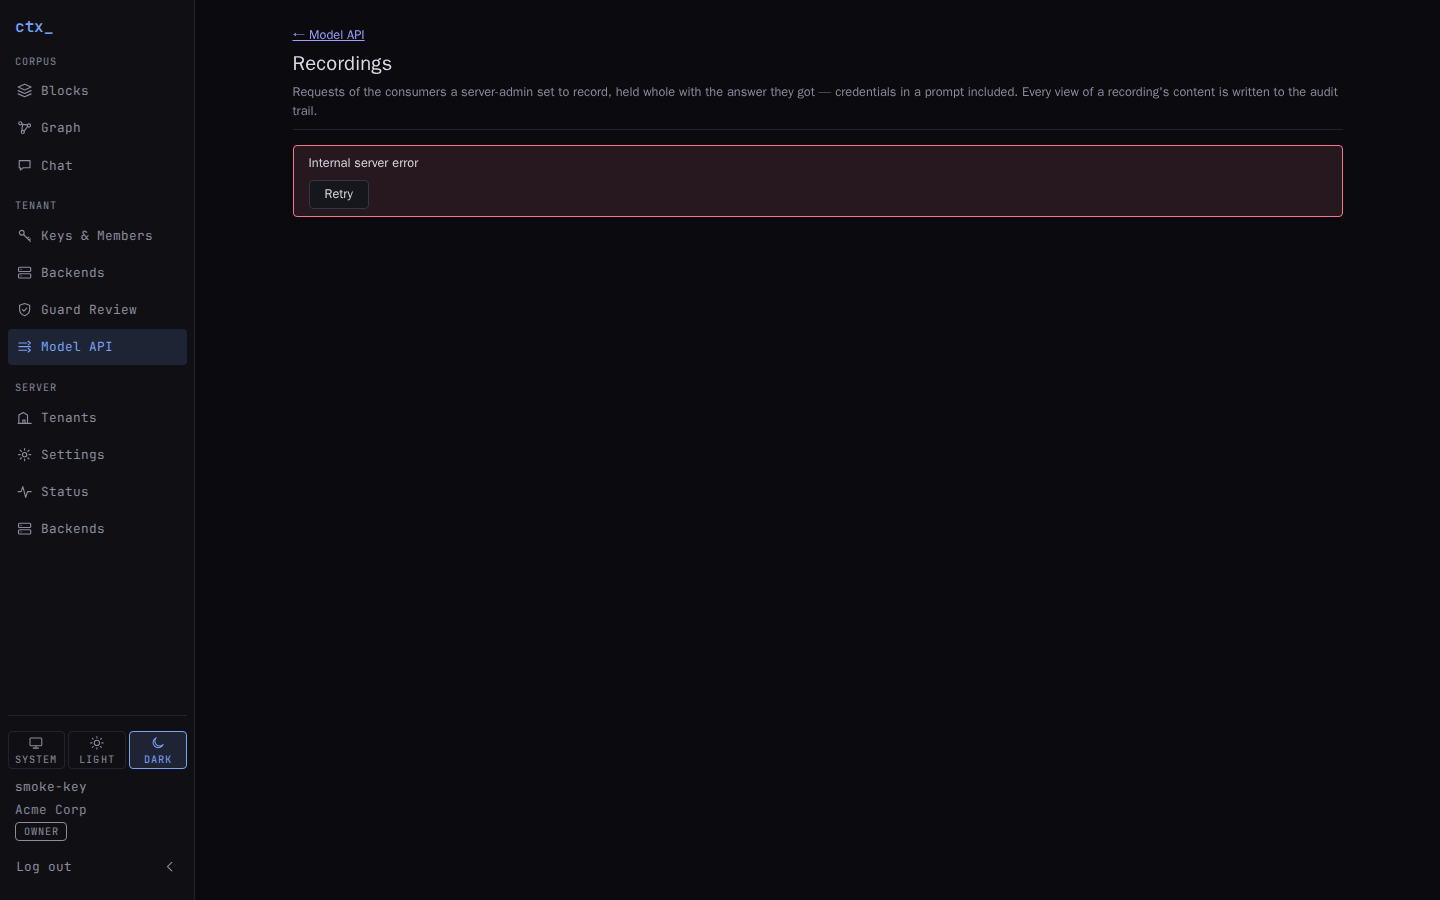 ctx_
CORPUS
Blocks
Graph
Chat
TENANT
Keys & Members
Backends
Guard Review
Model API
SERVER
Tenants
Settings
Status
Backends
SYSTEM
LIGHT
DARK
smoke-key
Acme Corp
OWNER
Log out
← Model API
Recordings
Requests of the consumers a server-admin set to record, held whole with the answer they got — credentials in a prompt included. Every view of a recording's content is written to the audit
trail.
Internal server error
Retry